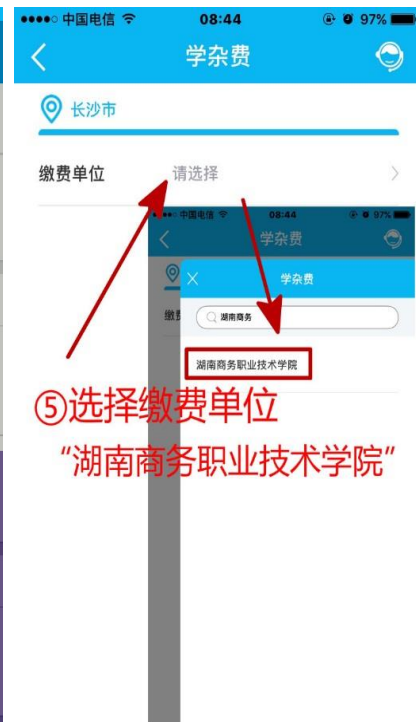 中国电信 08:44 97%
学杂费
长沙市
缴费单位 请选择
中国电信 08:44 97%
学杂费
学杂费
缴费
湖南商务
湖南商务职业技术学院
⑤选择缴费单位
“湖南商务职业技术学院”